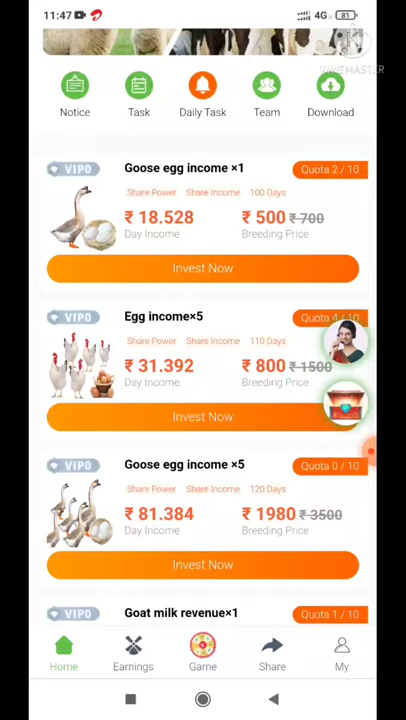 11:47 4G 81
KINEMASTER
Notice Task Daily Task Team Download
VIP0 Goose egg income ×1 Quota 2 / 10
Share Power Share Income 100 Days
₹ 18.528 ₹ 500 ₹ 700
Day Income Breeding Price
Invest Now
VIP0 Egg income×5 Quota 4 / 10
Share Power Share Income 110 Days
₹ 31.392 ₹ 800 ₹ 1500
Day Income Breeding Price
Invest Now
VIP0 Goose egg income ×5 Quota 0 / 10
Share Power Share Income 120 Days
₹ 81.384 ₹ 1980 ₹ 3500
Day Income Breeding Price
Invest Now
VIP0 Goat milk revenue×1 Quota 1 / 10
Home Earnings Game Share My